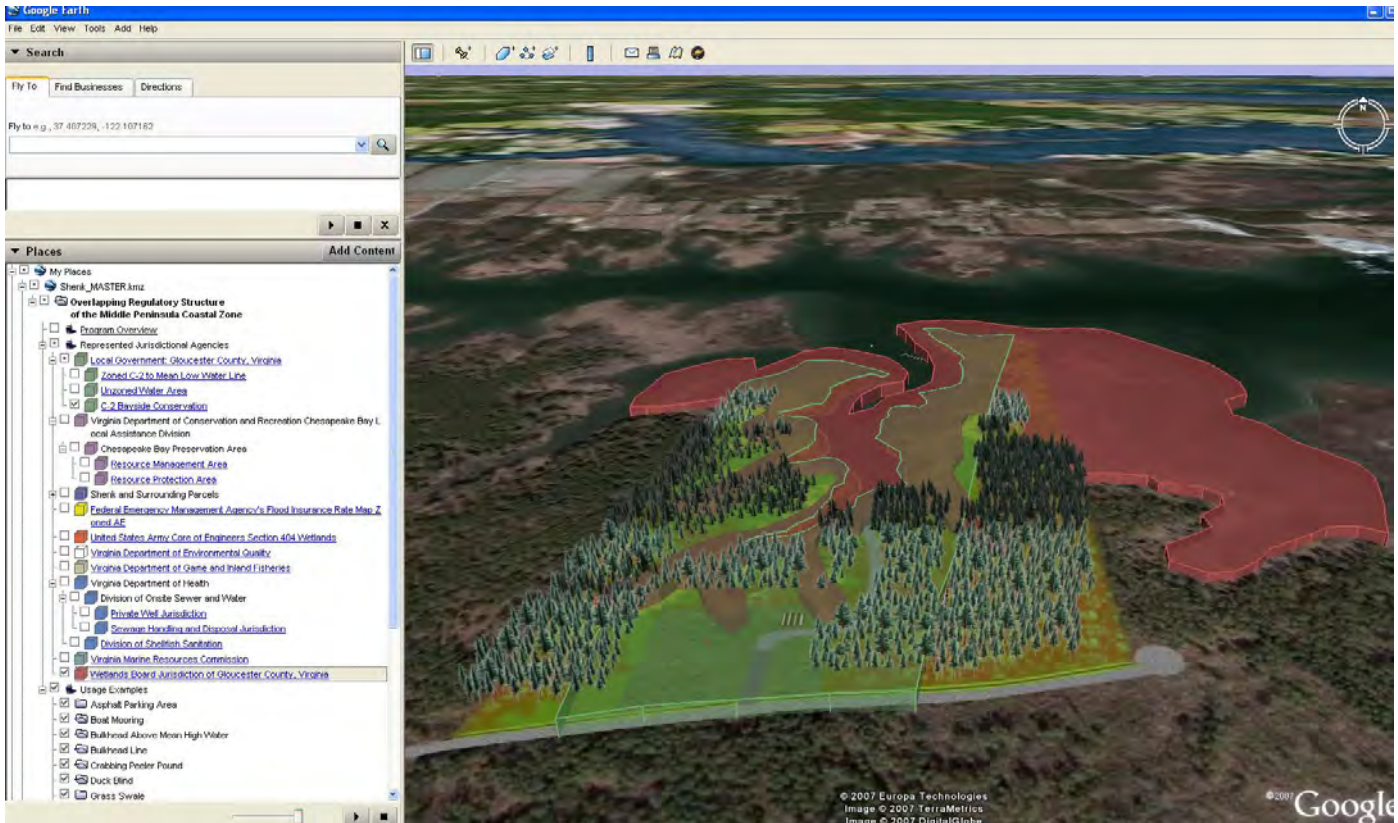 Google Earth
File Edit View Tools Add Help
Search
Fly To Find Businesses Directions
Fly to e.g., 37.407229, -122.107162
Places Add Content
My Places
Shenk_MASTER.kmz
Overlapping Regulatory Structure
of the Middle Peninsula Coastal Zone
Program Overview
Represented Jurisdictional Agencies
Local Government: Gloucester County, Virginia
Zoned C-2 to Mean Low Water Line
Unzoned Water Area
C-2 Bayside Conservation
Virginia Department of Conservation and Recreation Chesapeake Bay L
ocal Assistance Division
Chesapeake Bay Preservation Area
Resource Management Area
Resource Protection Area
Shenk and Surrounding Parcels
Federal Emergency Management Agency's Flood Insurance Rate Map Z
oned AE
United States Army Core of Engineers Section 404 Wetlands
Virginia Department of Environmental Quality
Virginia Department of Game and Inland Fisheries
Virginia Department of Health
Division of Onsite Sewer and Water
Private Well Jurisdiction
Sewage Handling and Disposal Jurisdiction
Division of Shellfish Sanitation
Virginia Marine Resources Commission
Wetlands Board Jurisdiction of Gloucester County, Virginia
Usage Examples
Asphalt Parking Area
Boat Mooring
Bulkhead Above Mean High Water
Bulkhead Line
Crabbing Peeler Pound
Duck Blind
Grass Swale
N
© 2007 Europa Technologies
Image © 2007 TerraMetrics
Image © 2007 DigitalGlobe
©2007 Google